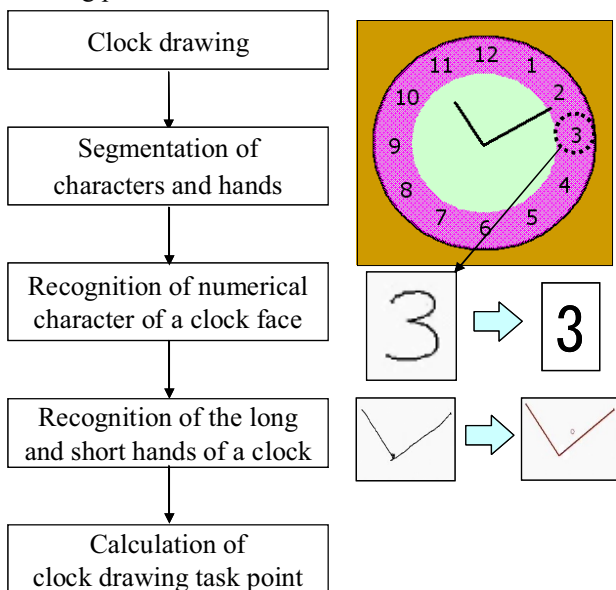 Clock drawing
Segmentation of
characters and hands
Recognition of numerical
character of a clock face
Recognition of the long
and short hands of a clock
Calculation of
clock drawing task point
12
1
2
3
4
5
6
7
8
9
10
11
3
3